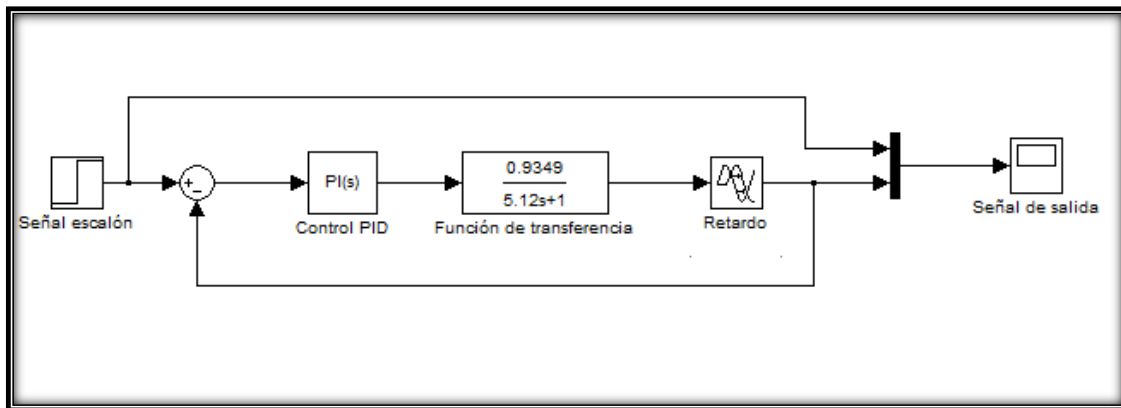 Señal escalón
+
−
PI(s)
Control PID
0.9349
5.12s+1
Función de transferencia
Retardo
Señal de salida